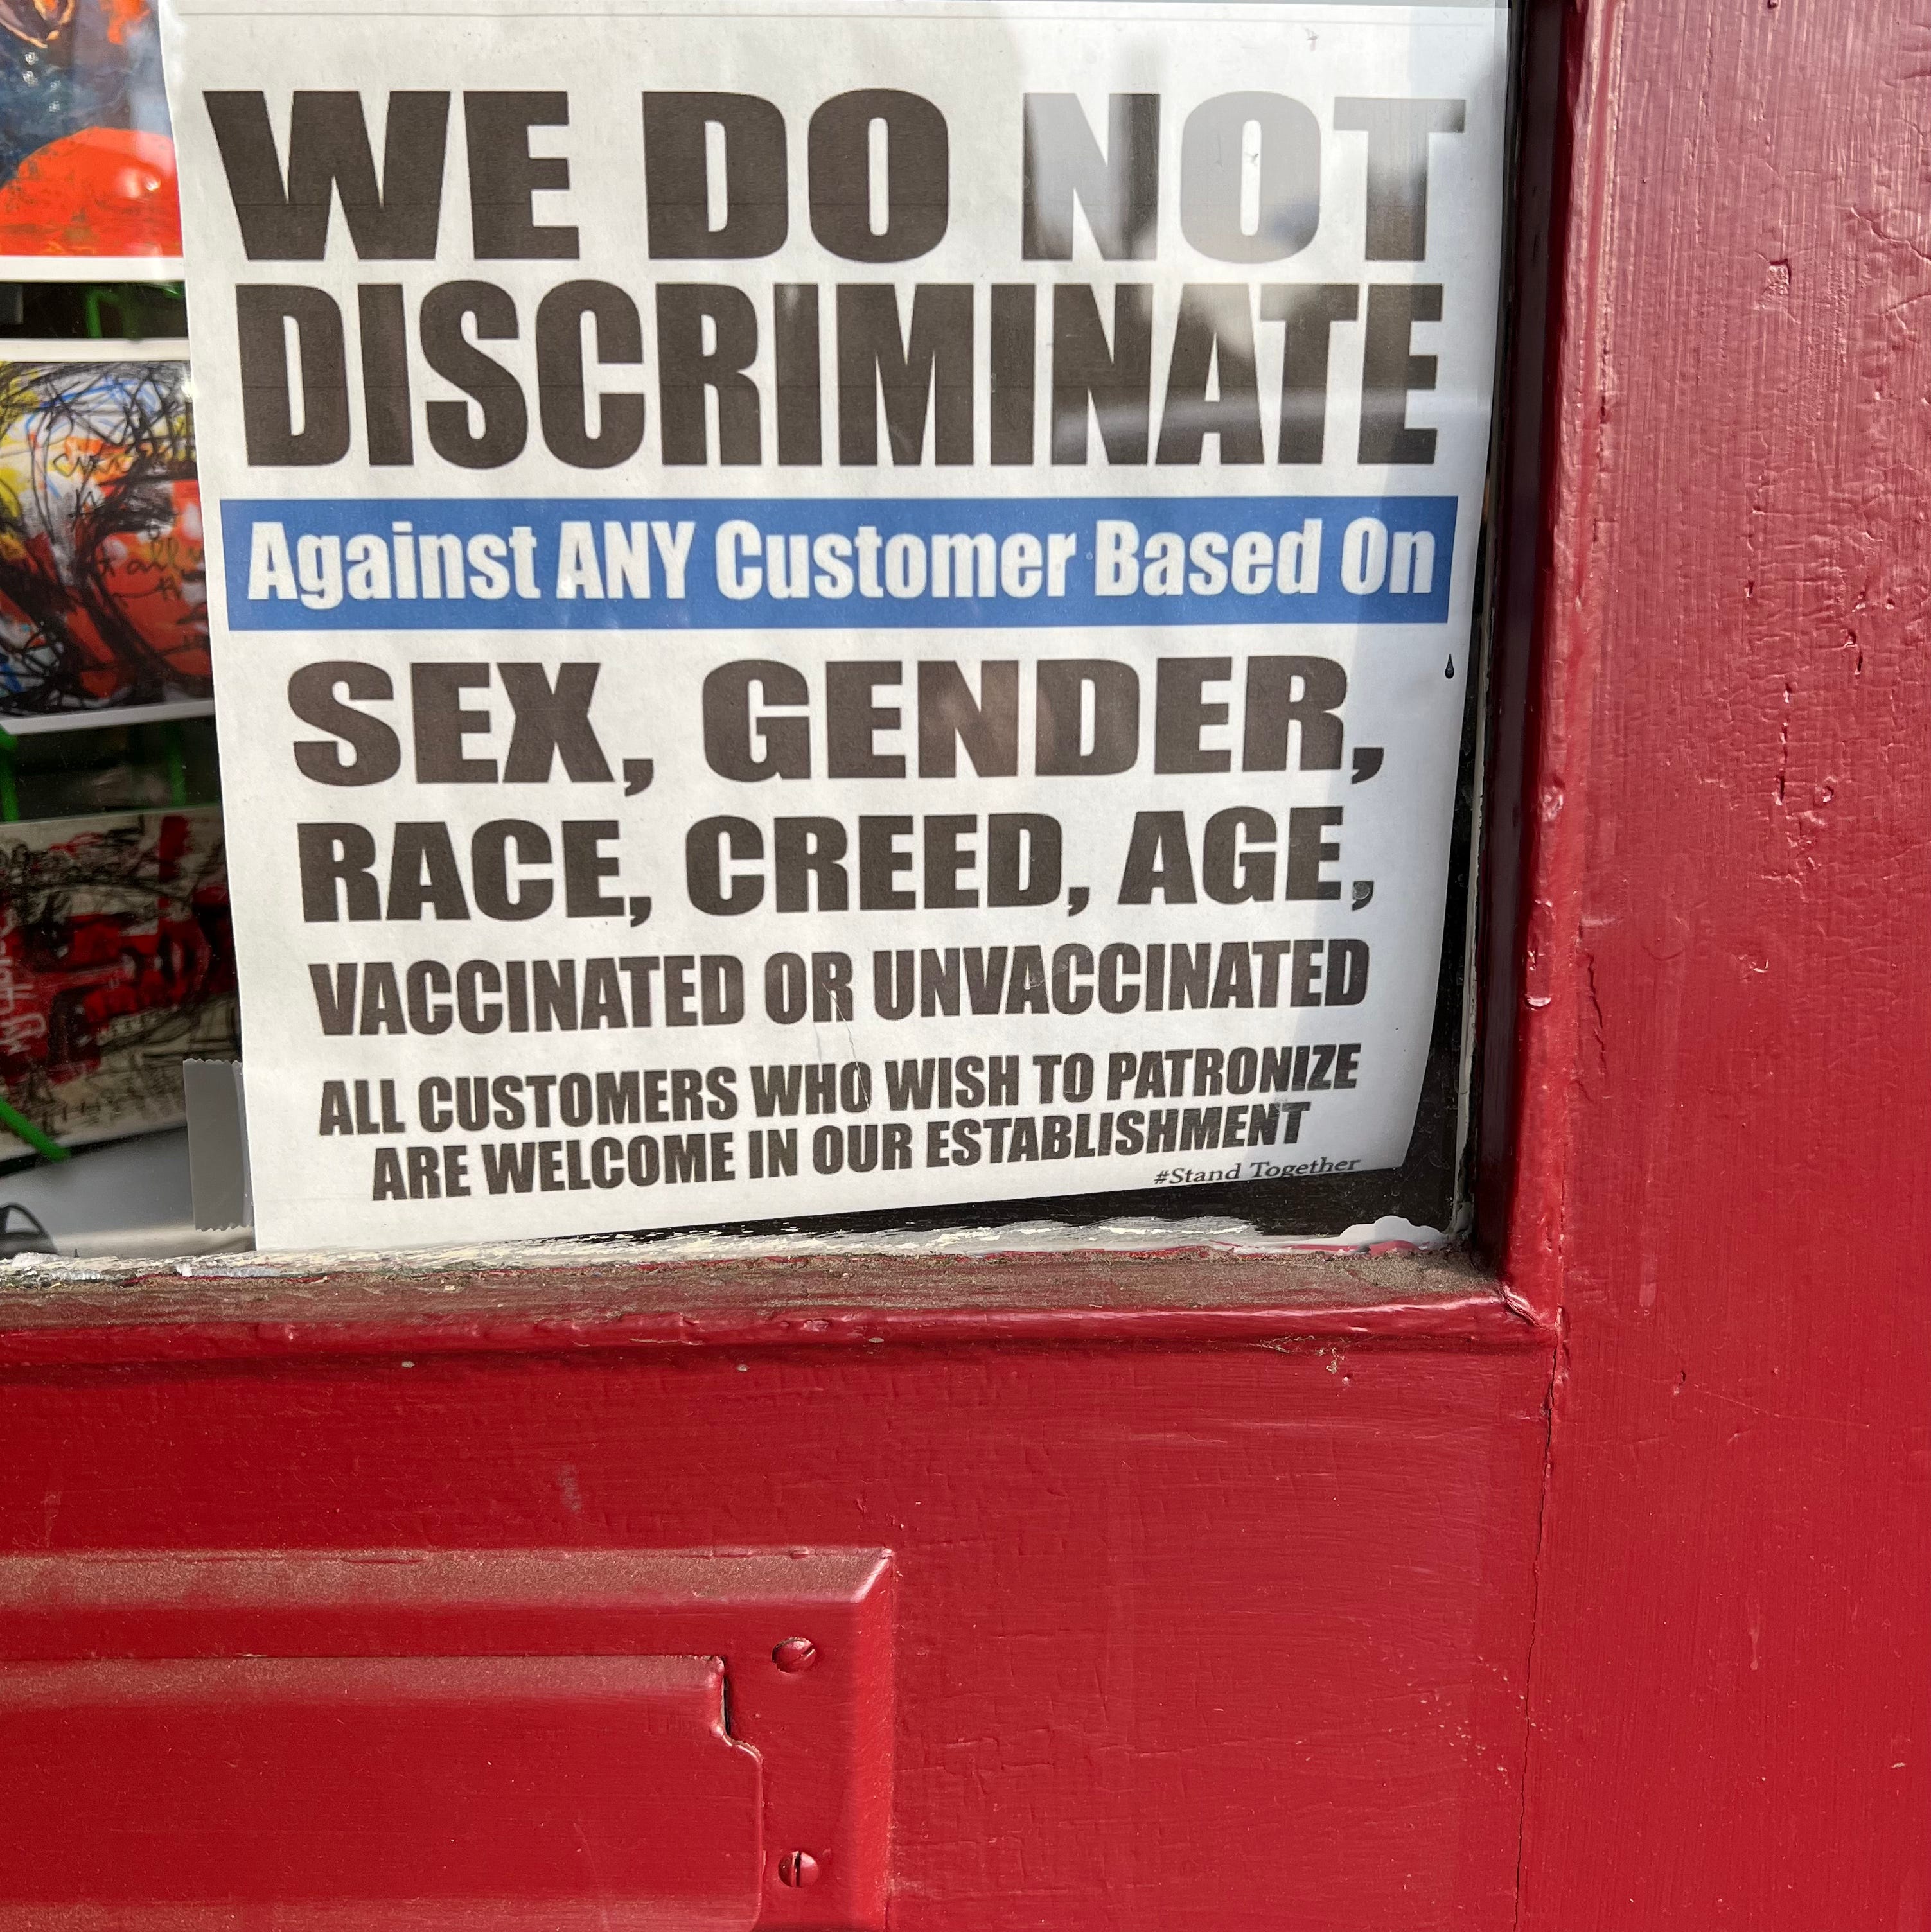 WE DO NOT
DISCRIMINATE
Against ANY Customer Based On
SEX, GENDER,
RACE, CREED, AGE,
VACCINATED OR UNVACCINATED
ALL CUSTOMERS WHO WISH TO PATRONIZE
ARE WELCOME IN OUR ESTABLISHMENT
#Stand Together